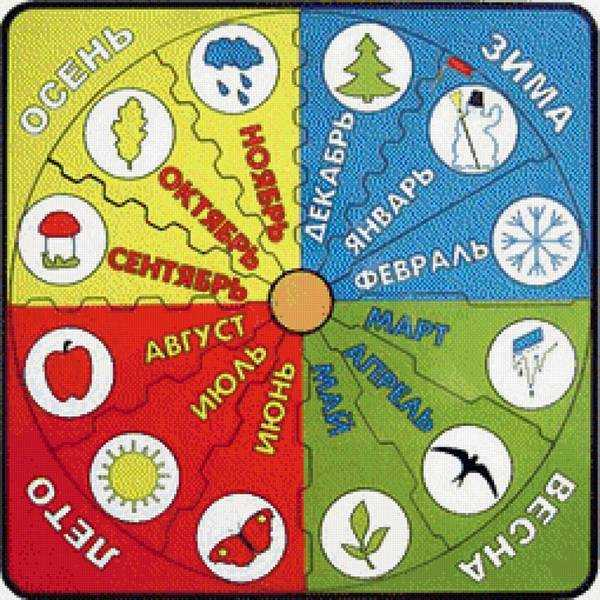 ОСЕНЬ
ЗИМА
НОЯБРЬ
ДЕКАБРЬ
ОКТЯБРЬ
ЯНВАРЬ
СЕНТЯБРЬ
ФЕВРАЛЬ
АВГУСТ
МАРТ
ИЮЛЬ
АПРЕЛЬ
ИЮНЬ
МАЙ
ЛЕТО
ВЕСНА